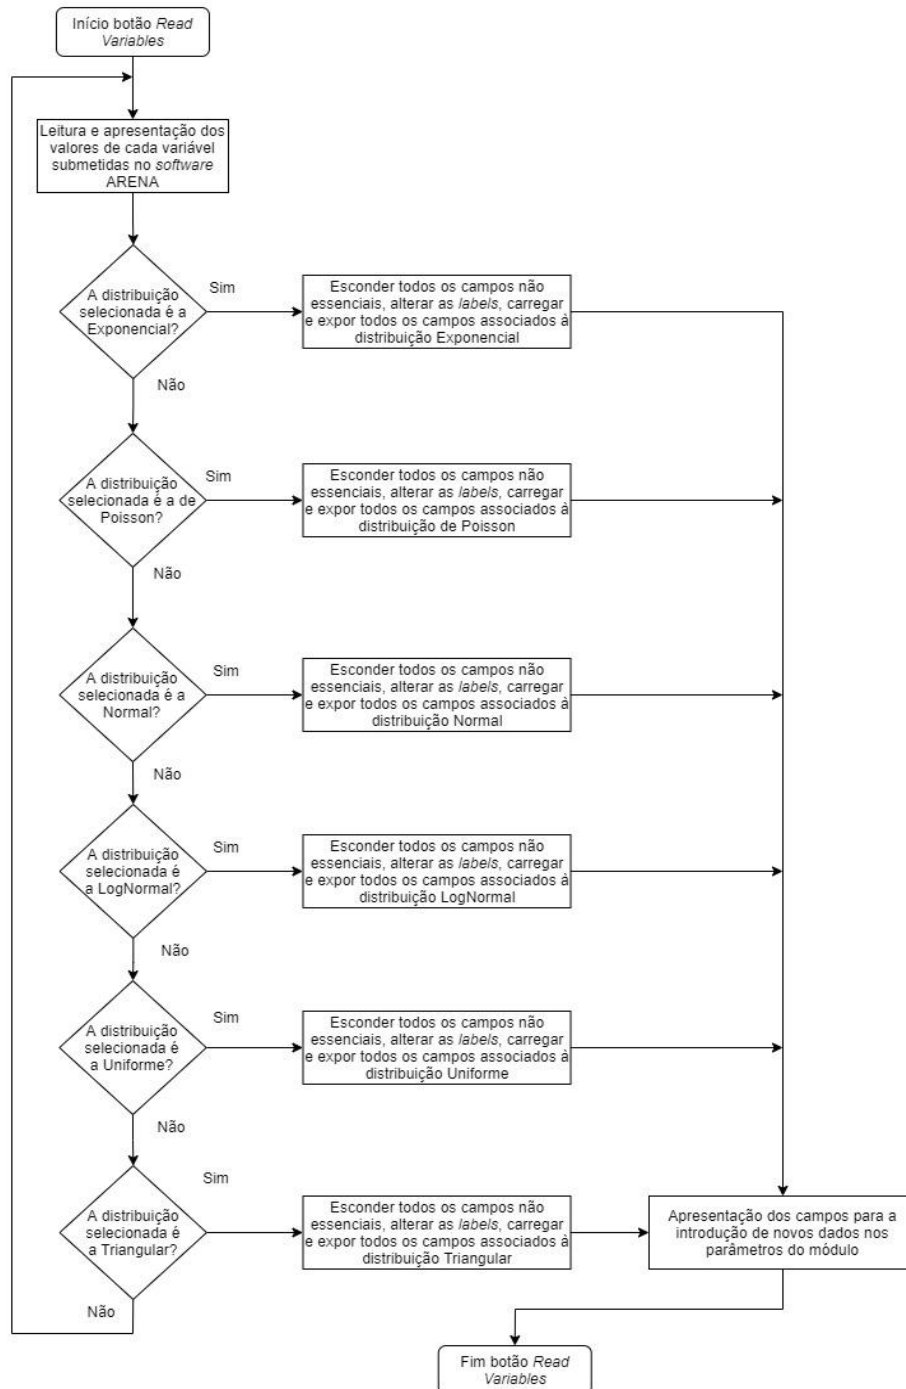 Início botão Read
Variables
Leitura e apresentação dos
valores de cada variável
submetidas no software
ARENA
A distribuição
selecionada é a
Exponencial?
Sim
Esconder todos os campos não
essenciais, alterar as labels, carregar
e expor todos os campos associados à
distribuição Exponencial
Não
A distribuição
selecionada é a de
Poisson?
Sim
Esconder todos os campos não
essenciais, alterar as labels, carregar
e expor todos os campos associados à
distribuição de Poisson
Não
A distribuição
selecionada é a
Normal?
Sim
Esconder todos os campos não
essenciais, alterar as labels, carregar
e expor todos os campos associados à
distribuição Normal
Não
A distribuição
selecionada é
a LogNormal?
Sim
Esconder todos os campos não
essenciais, alterar as labels, carregar
e expor todos os campos associados à
distribuição LogNormal
Não
A distribuição
selecionada é
a Uniforme?
Sim
Esconder todos os campos não
essenciais, alterar as labels, carregar
e expor todos os campos associados à
distribuição Uniforme
Não
A distribuição
selecionada é
a Triangular?
Sim
Esconder todos os campos não
essenciais, alterar as labels, carregar
e expor todos os campos associados à
distribuição Triangular
Apresentação dos campos para a
introdução de novos dados nos
parâmetros do módulo
Não
Fim botão Read
Variables